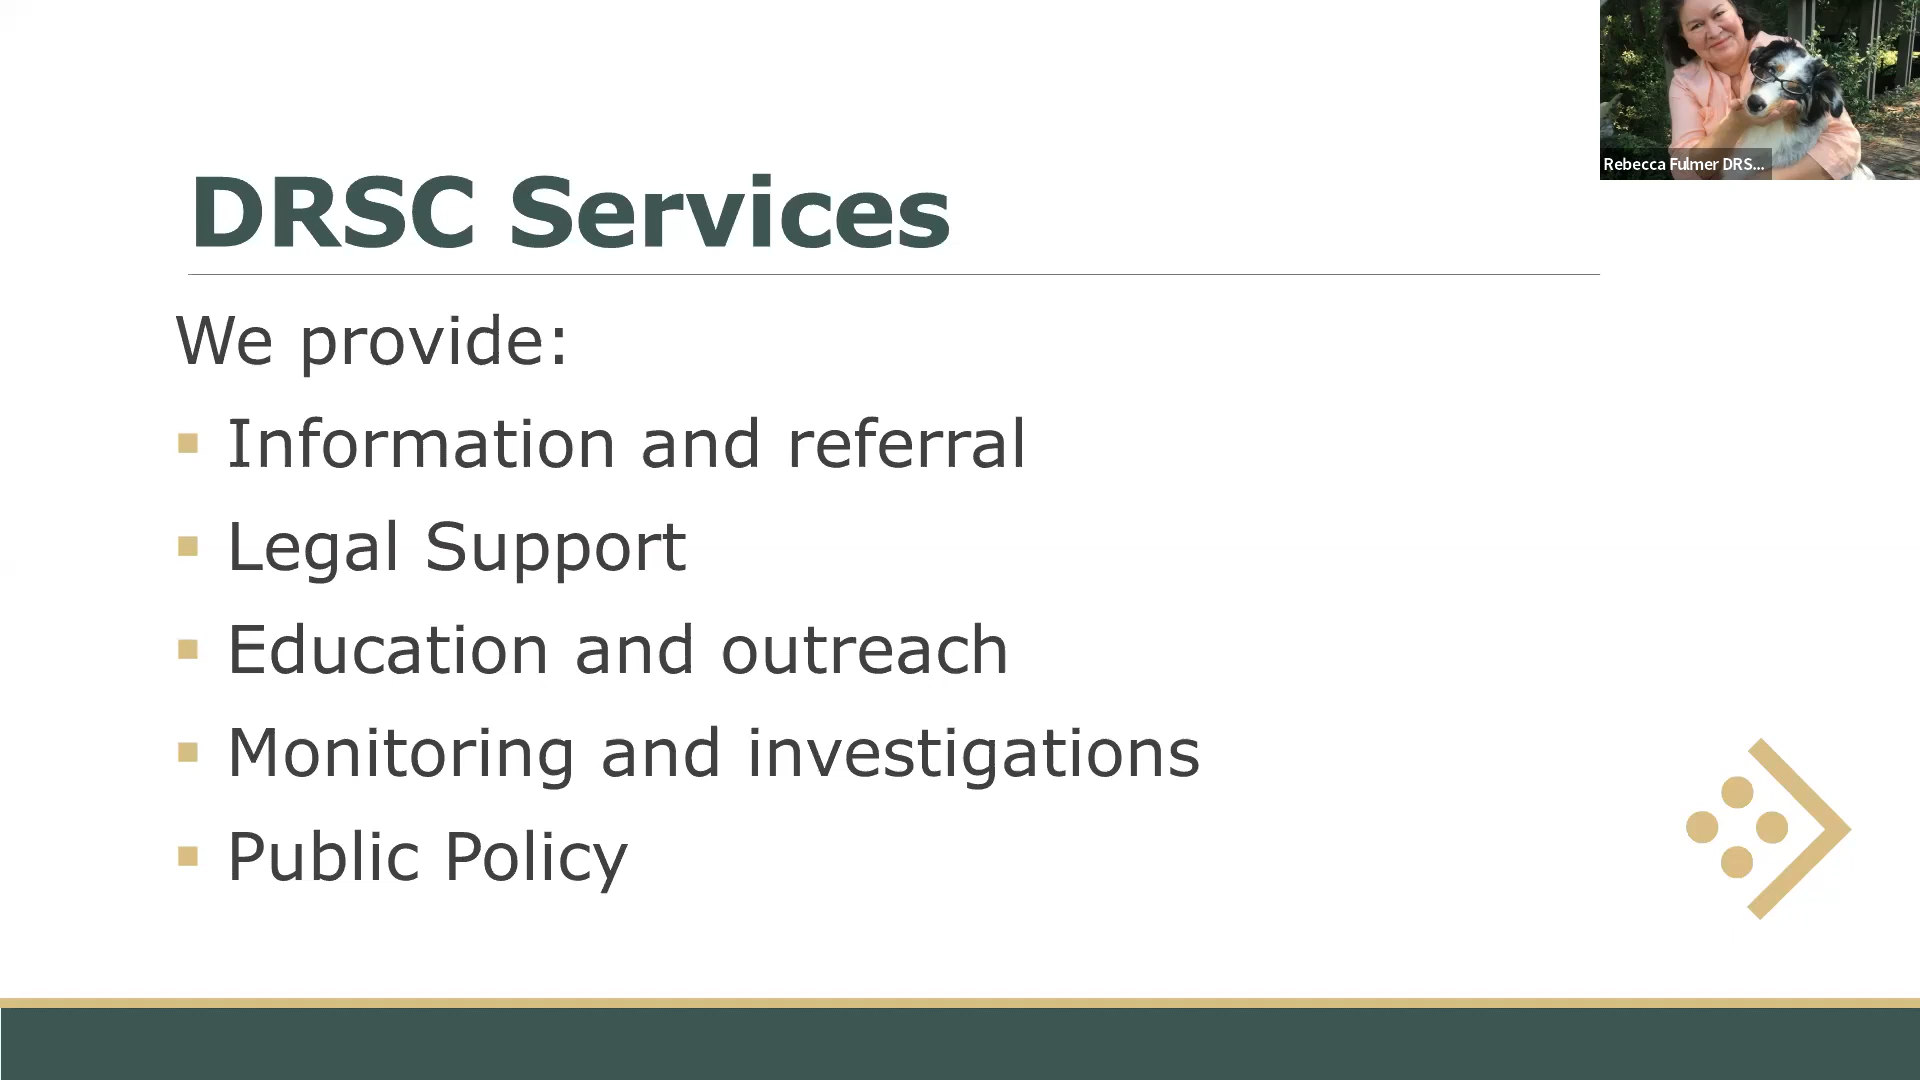 DRSC Services
We provide:
Information and referral
Legal Support
Education and outreach
Monitoring and investigations
Public Policy
Rebecca Fulmer DRS...